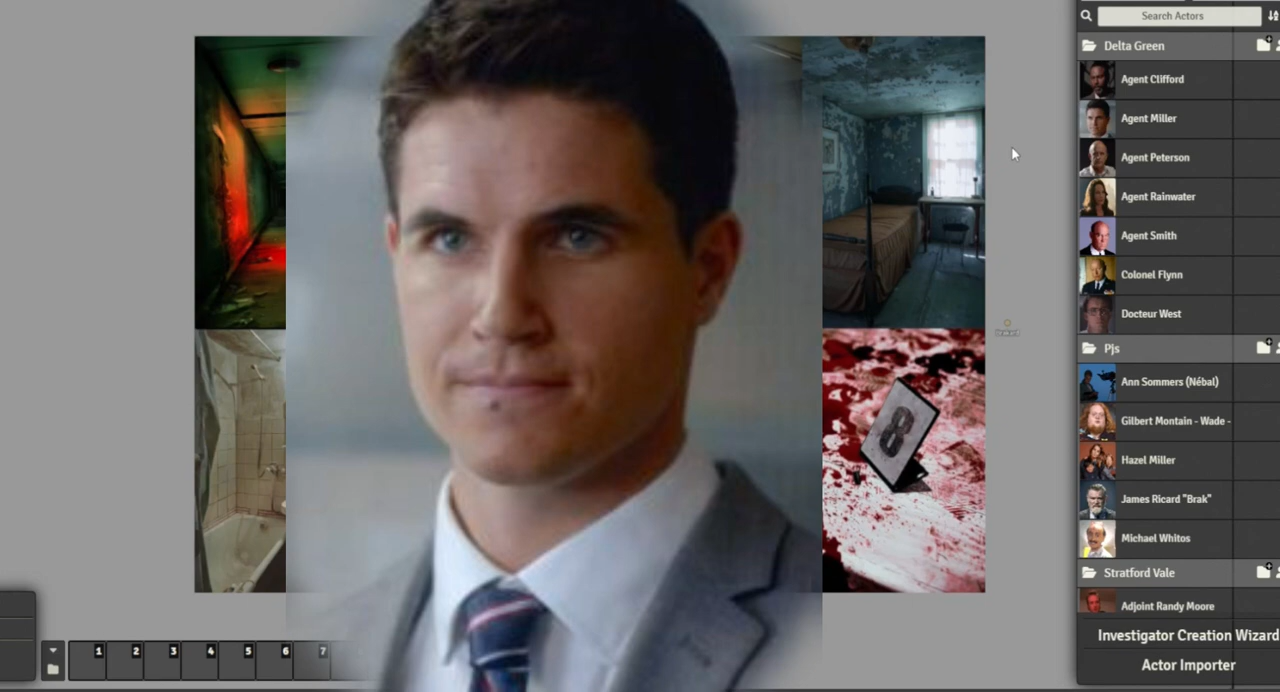 Search Actors
Delta Green
Agent Clifford
Agent Miller
Agent Peterson
Agent Rainwater
Agent Smith
Colonel Flynn
Docteur West
Pjs
Ann Sommers (Nébal)
Gilbert Montain - Wade -
Hazel Miller
James Ricard "Brak"
Michael Whitos
Stratford Vale
Adjoint Randy Moore
Investigator Creation Wizard
Actor Importer
8
1 2 3 4 5 6 7